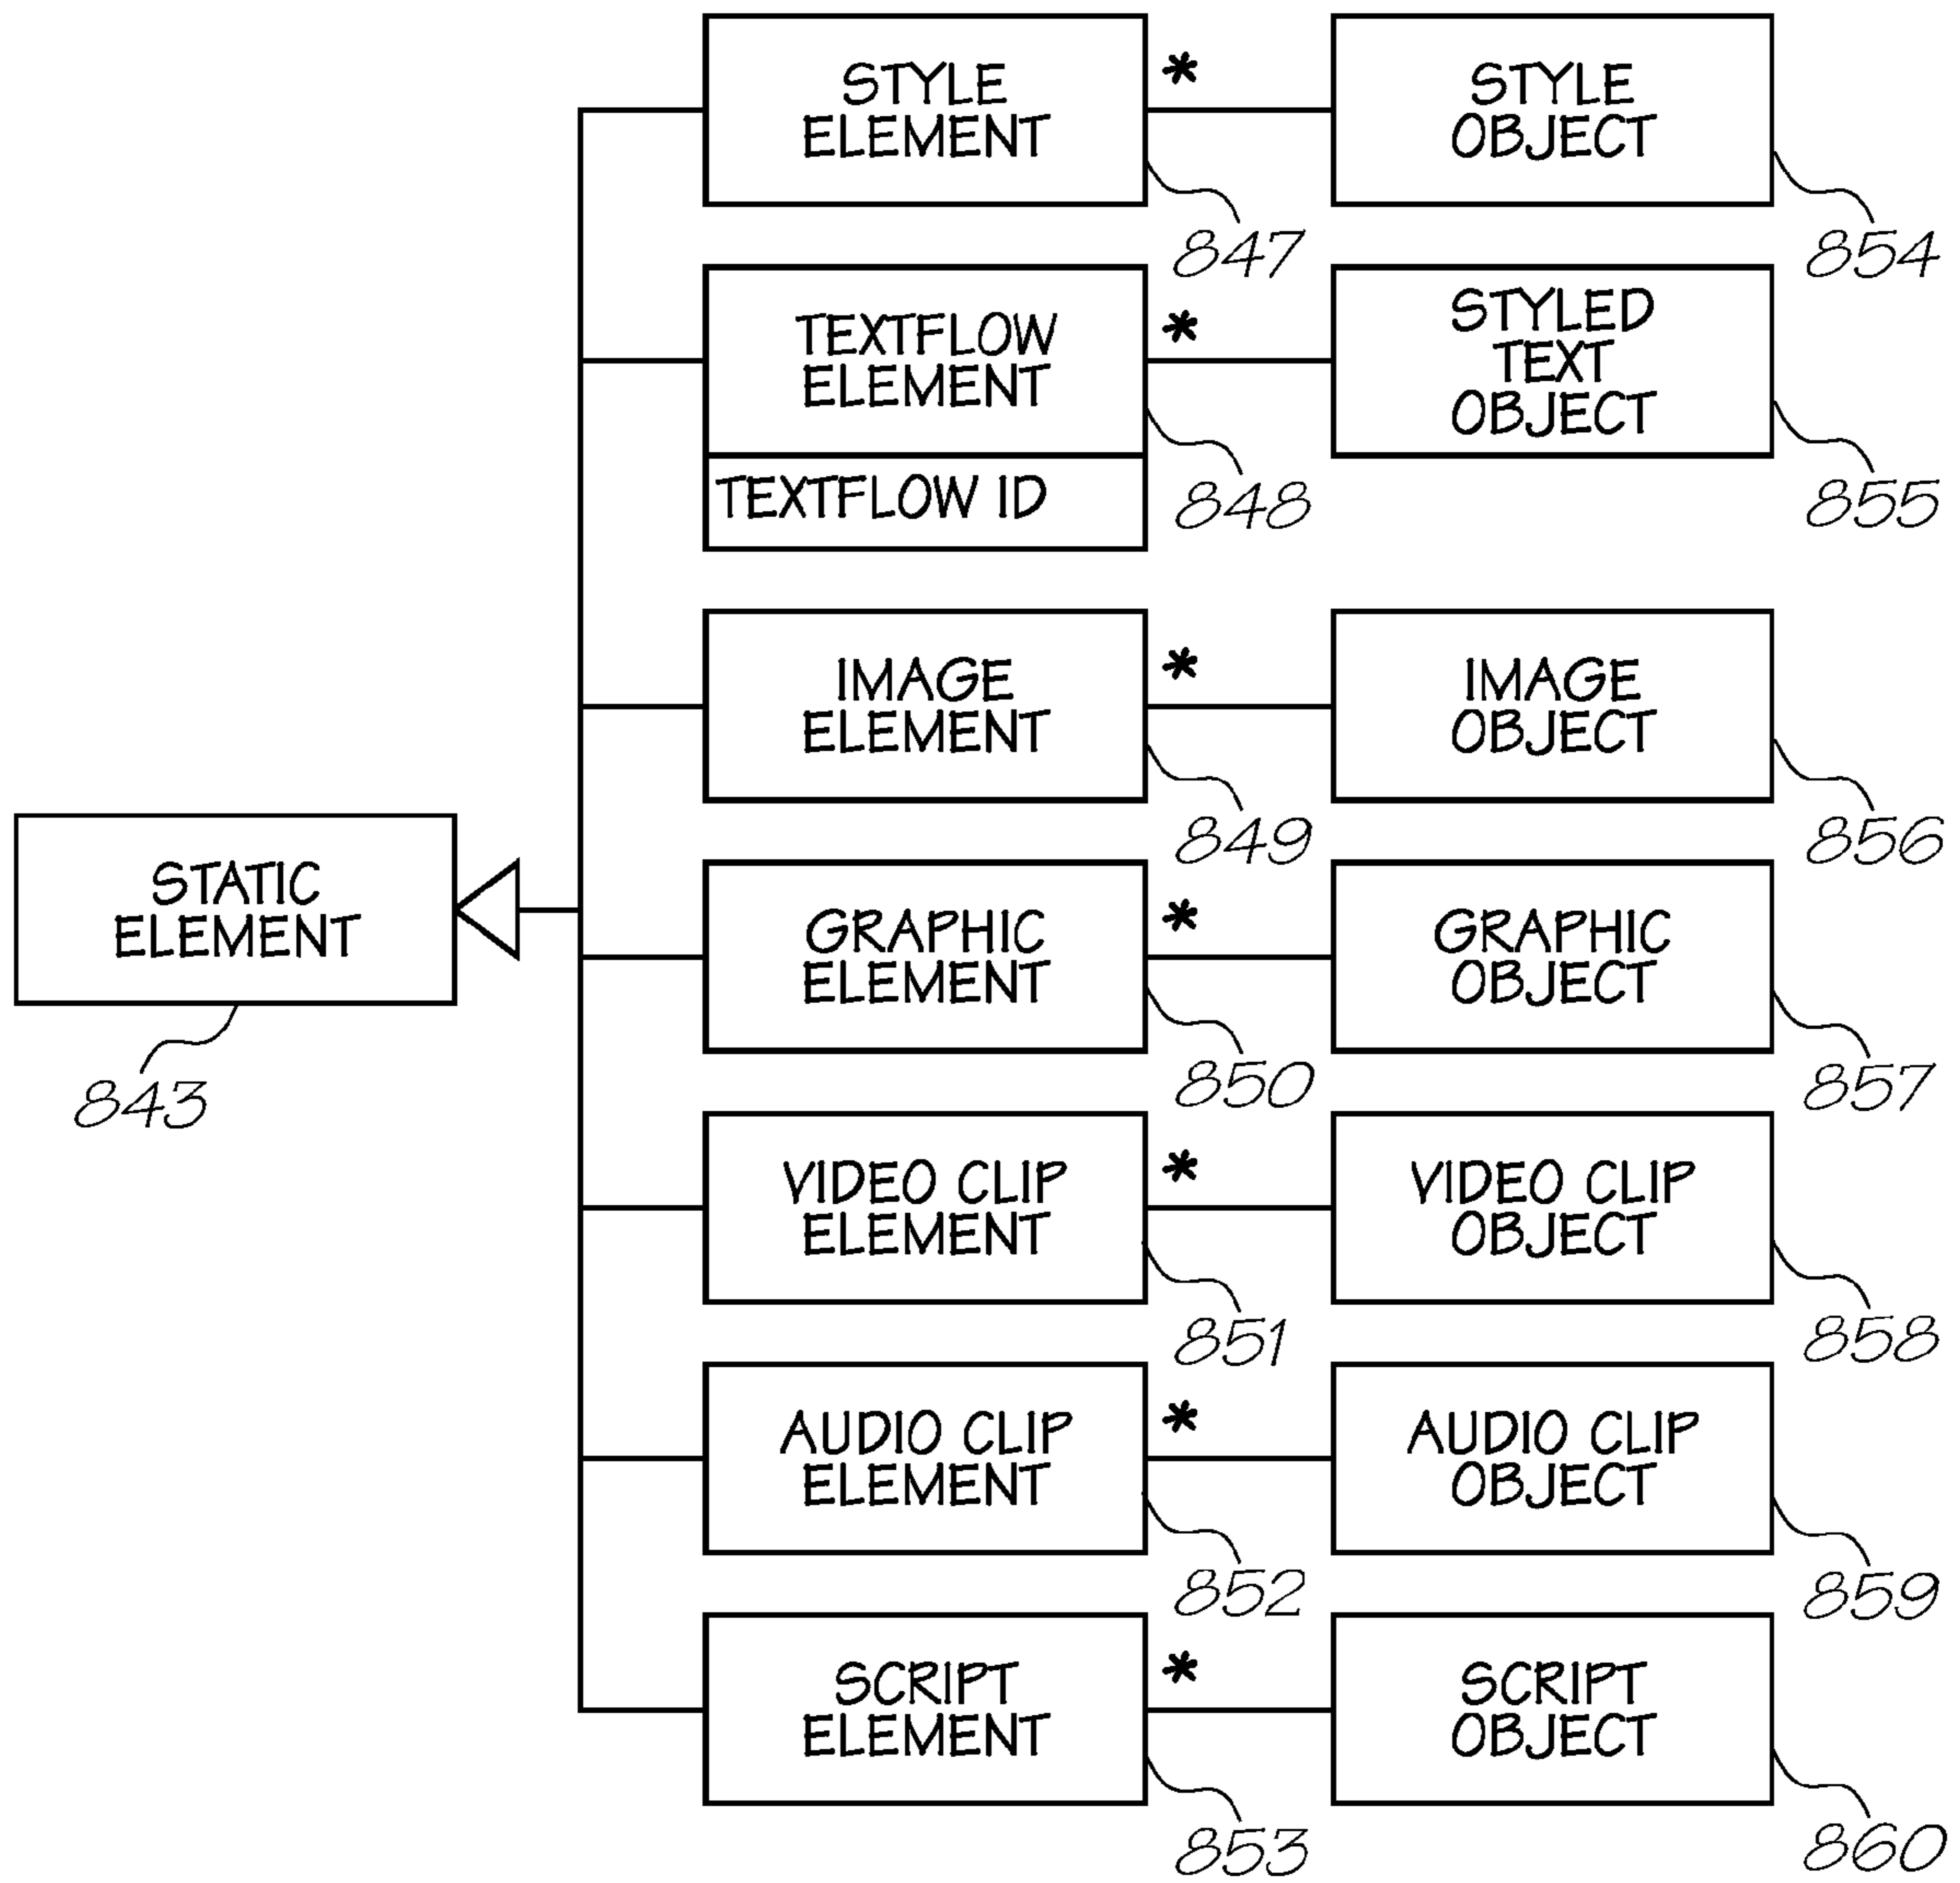 STYLE
ELEMENT
*
STYLE
OBJECT
847
854
TEXTFLOW
ELEMENT
*
STYLED
TEXT
OBJECT
TEXTFLOW ID
848
855
IMAGE
ELEMENT
*
IMAGE
OBJECT
849
856
STATIC
ELEMENT
843
GRAPHIC
ELEMENT
*
GRAPHIC
OBJECT
850
857
VIDEO CLIP
ELEMENT
*
VIDEO CLIP
OBJECT
851
858
AUDIO CLIP
ELEMENT
*
AUDIO CLIP
OBJECT
852
859
SCRIPT
ELEMENT
*
SCRIPT
OBJECT
853
860